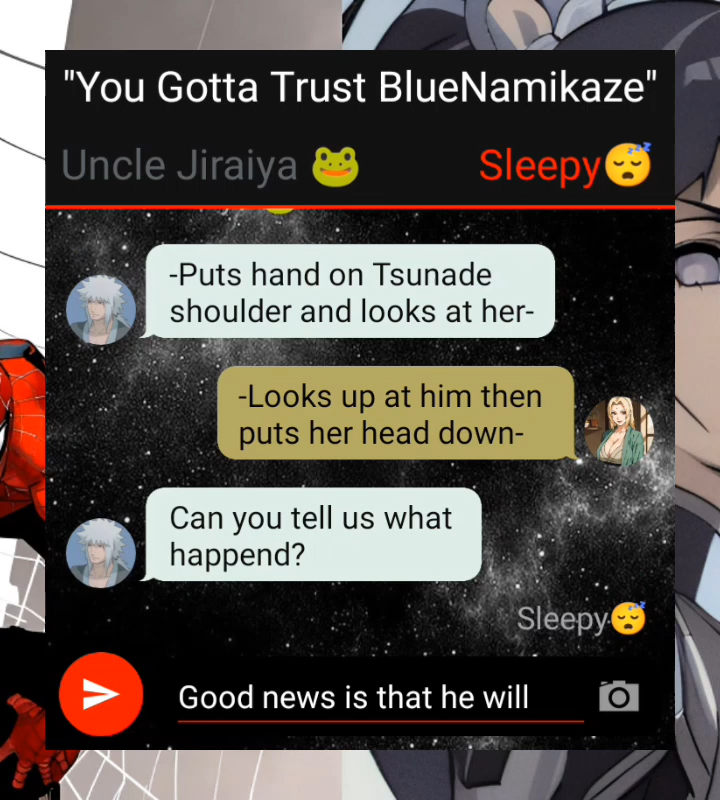 "You Gotta Trust BlueNamikaze"
Uncle Jiraiya 🐸 Sleepy😴
-Puts hand on Tsunade
shoulder and looks at her-
-Looks up at him then
puts her head down-
Can you tell us what
happend?
Sleepy😴
Good news is that he will